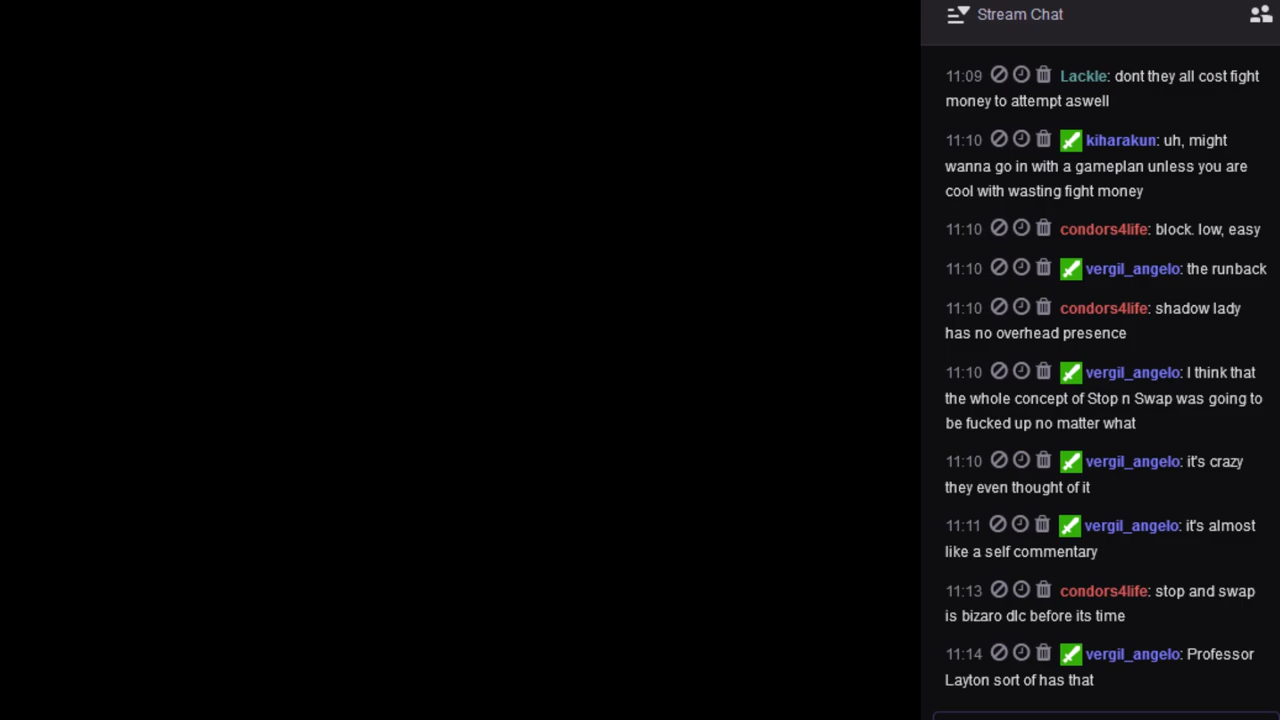 Stream Chat
11:09 Lackle: dont they all cost fight
money to attempt aswell
11:10 kiharakun: uh, might
wanna go in with a gameplan unless you are
cool with wasting fight money
11:10 condors4life: block. low, easy
11:10 vergil_angelo: the runback
11:10 condors4life: shadow lady
has no overhead presence
11:10 vergil_angelo: I think that
the whole concept of Stop n Swap was going to
be fucked up no matter what
11:10 vergil_angelo: it's crazy
they even thought of it
11:11 vergil_angelo: it's almost
like a self commentary
11:13 condors4life: stop and swap
is bizaro dlc before its time
11:14 vergil_angelo: Professor
Layton sort of has that